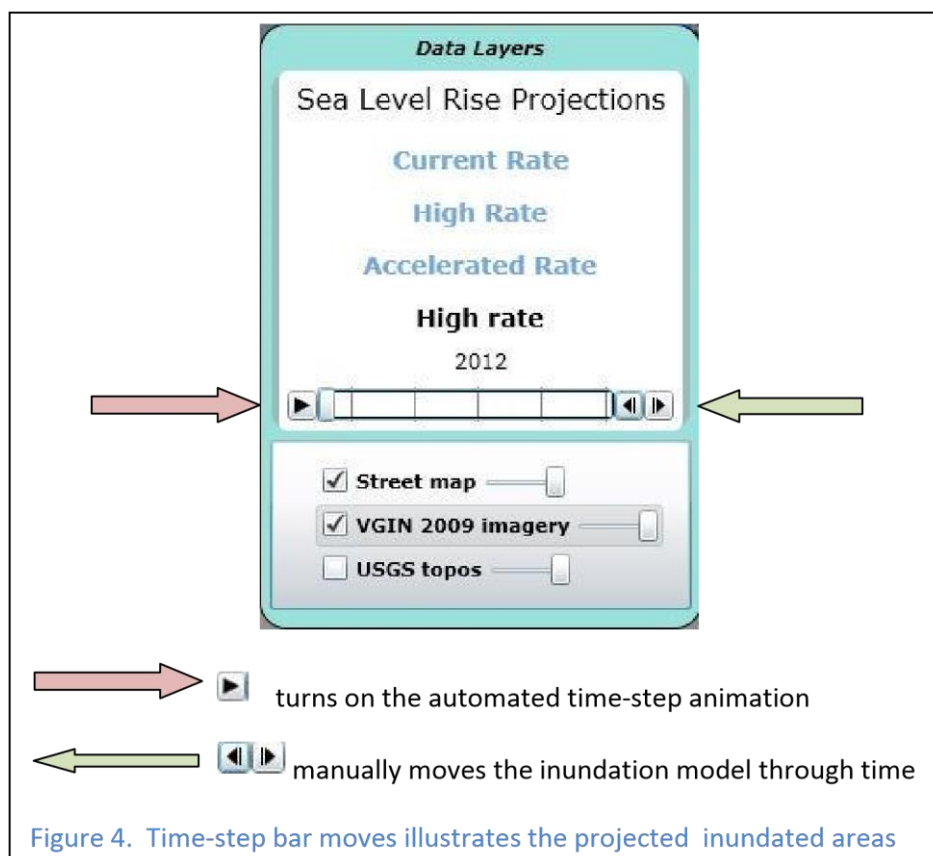 Data Layers
Sea Level Rise Projections
Current Rate
High Rate
Accelerated Rate
High rate
2012
Street map
VGIN 2009 imagery
USGS topos
turns on the automated time-step animation
manually moves the inundation model through time
Figure 4. Time-step bar moves illustrates the projected inundated areas